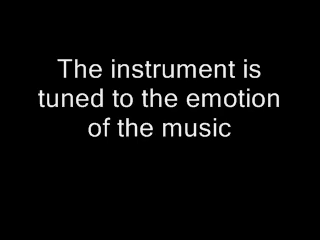 The instrument is
tuned to the emotion
of the music